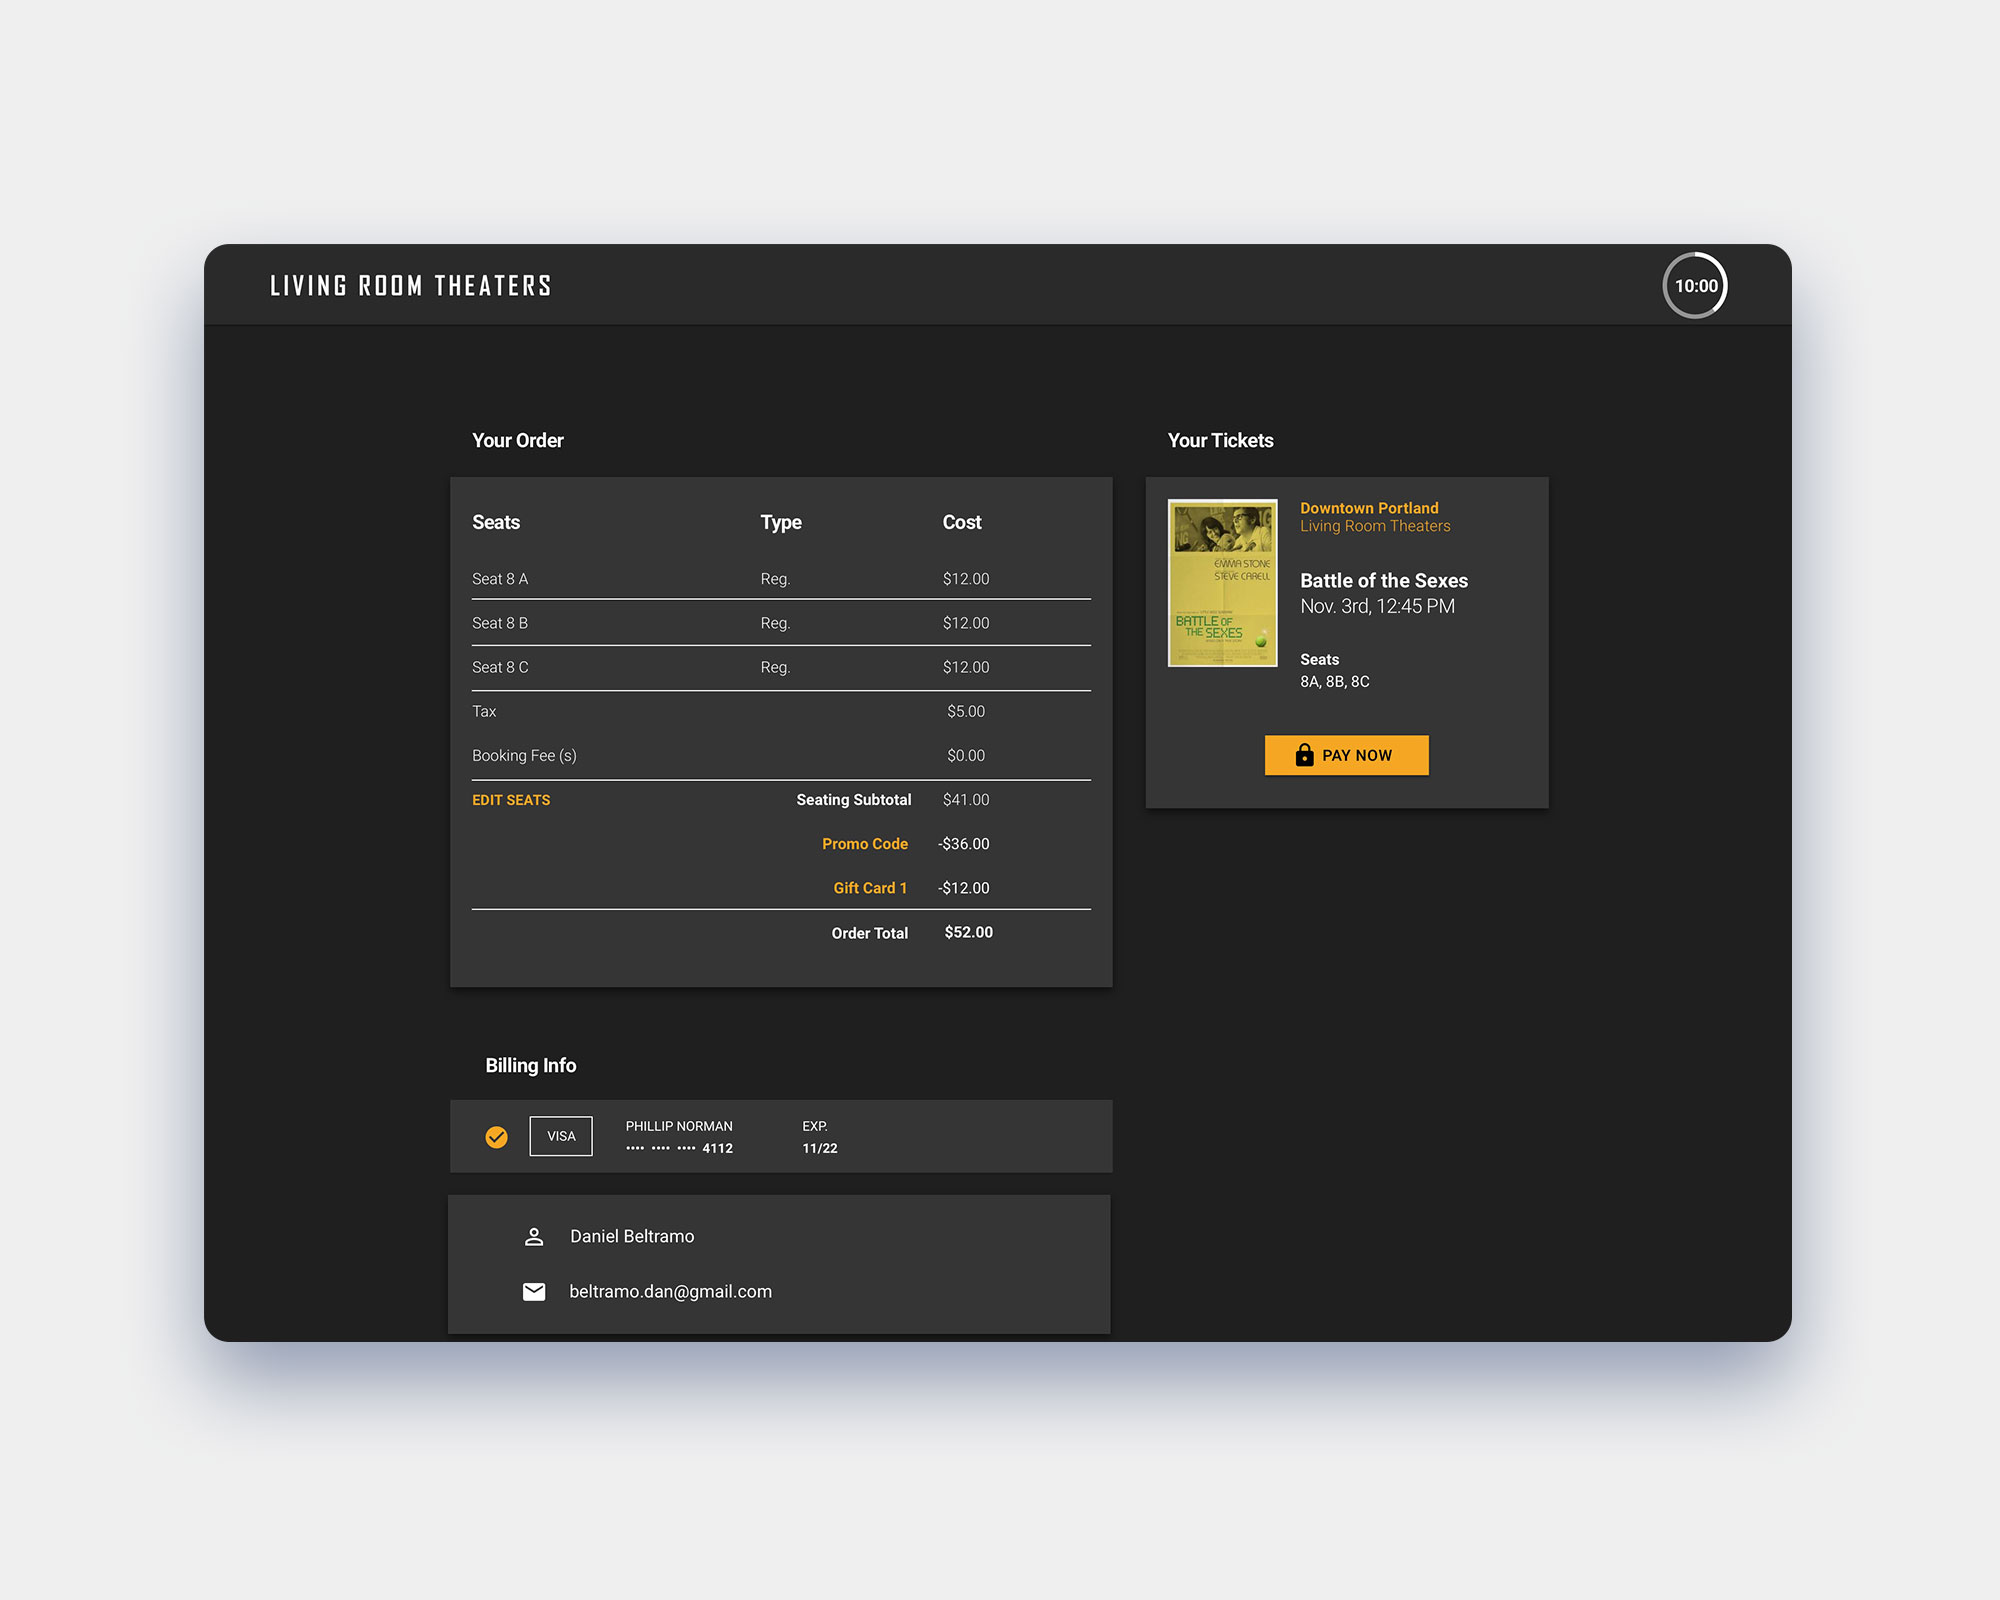 LIVING ROOM THEATERS
10:00
Your Order
Seats Type Cost
Seat 8 A Reg. $12.00
Seat 8 B Reg. $12.00
Seat 8 C Reg. $12.00
Tax $5.00
Booking Fee (s) $0.00
EDIT SEATS Seating Subtotal $41.00
Promo Code -$36.00
Gift Card 1 -$12.00
Order Total $52.00
Your Tickets
EMMA STONE
STEVE CARELL
BATTLE OF
THE SEXES
Downtown Portland
Living Room Theaters
Battle of the Sexes
Nov. 3rd, 12:45 PM
Seats
8A, 8B, 8C
PAY NOW
Billing Info
VISA
PHILLIP NORMAN EXP.
•••• •••• •••• 4112 11/22
Daniel Beltramo
beltramo.dan@gmail.com